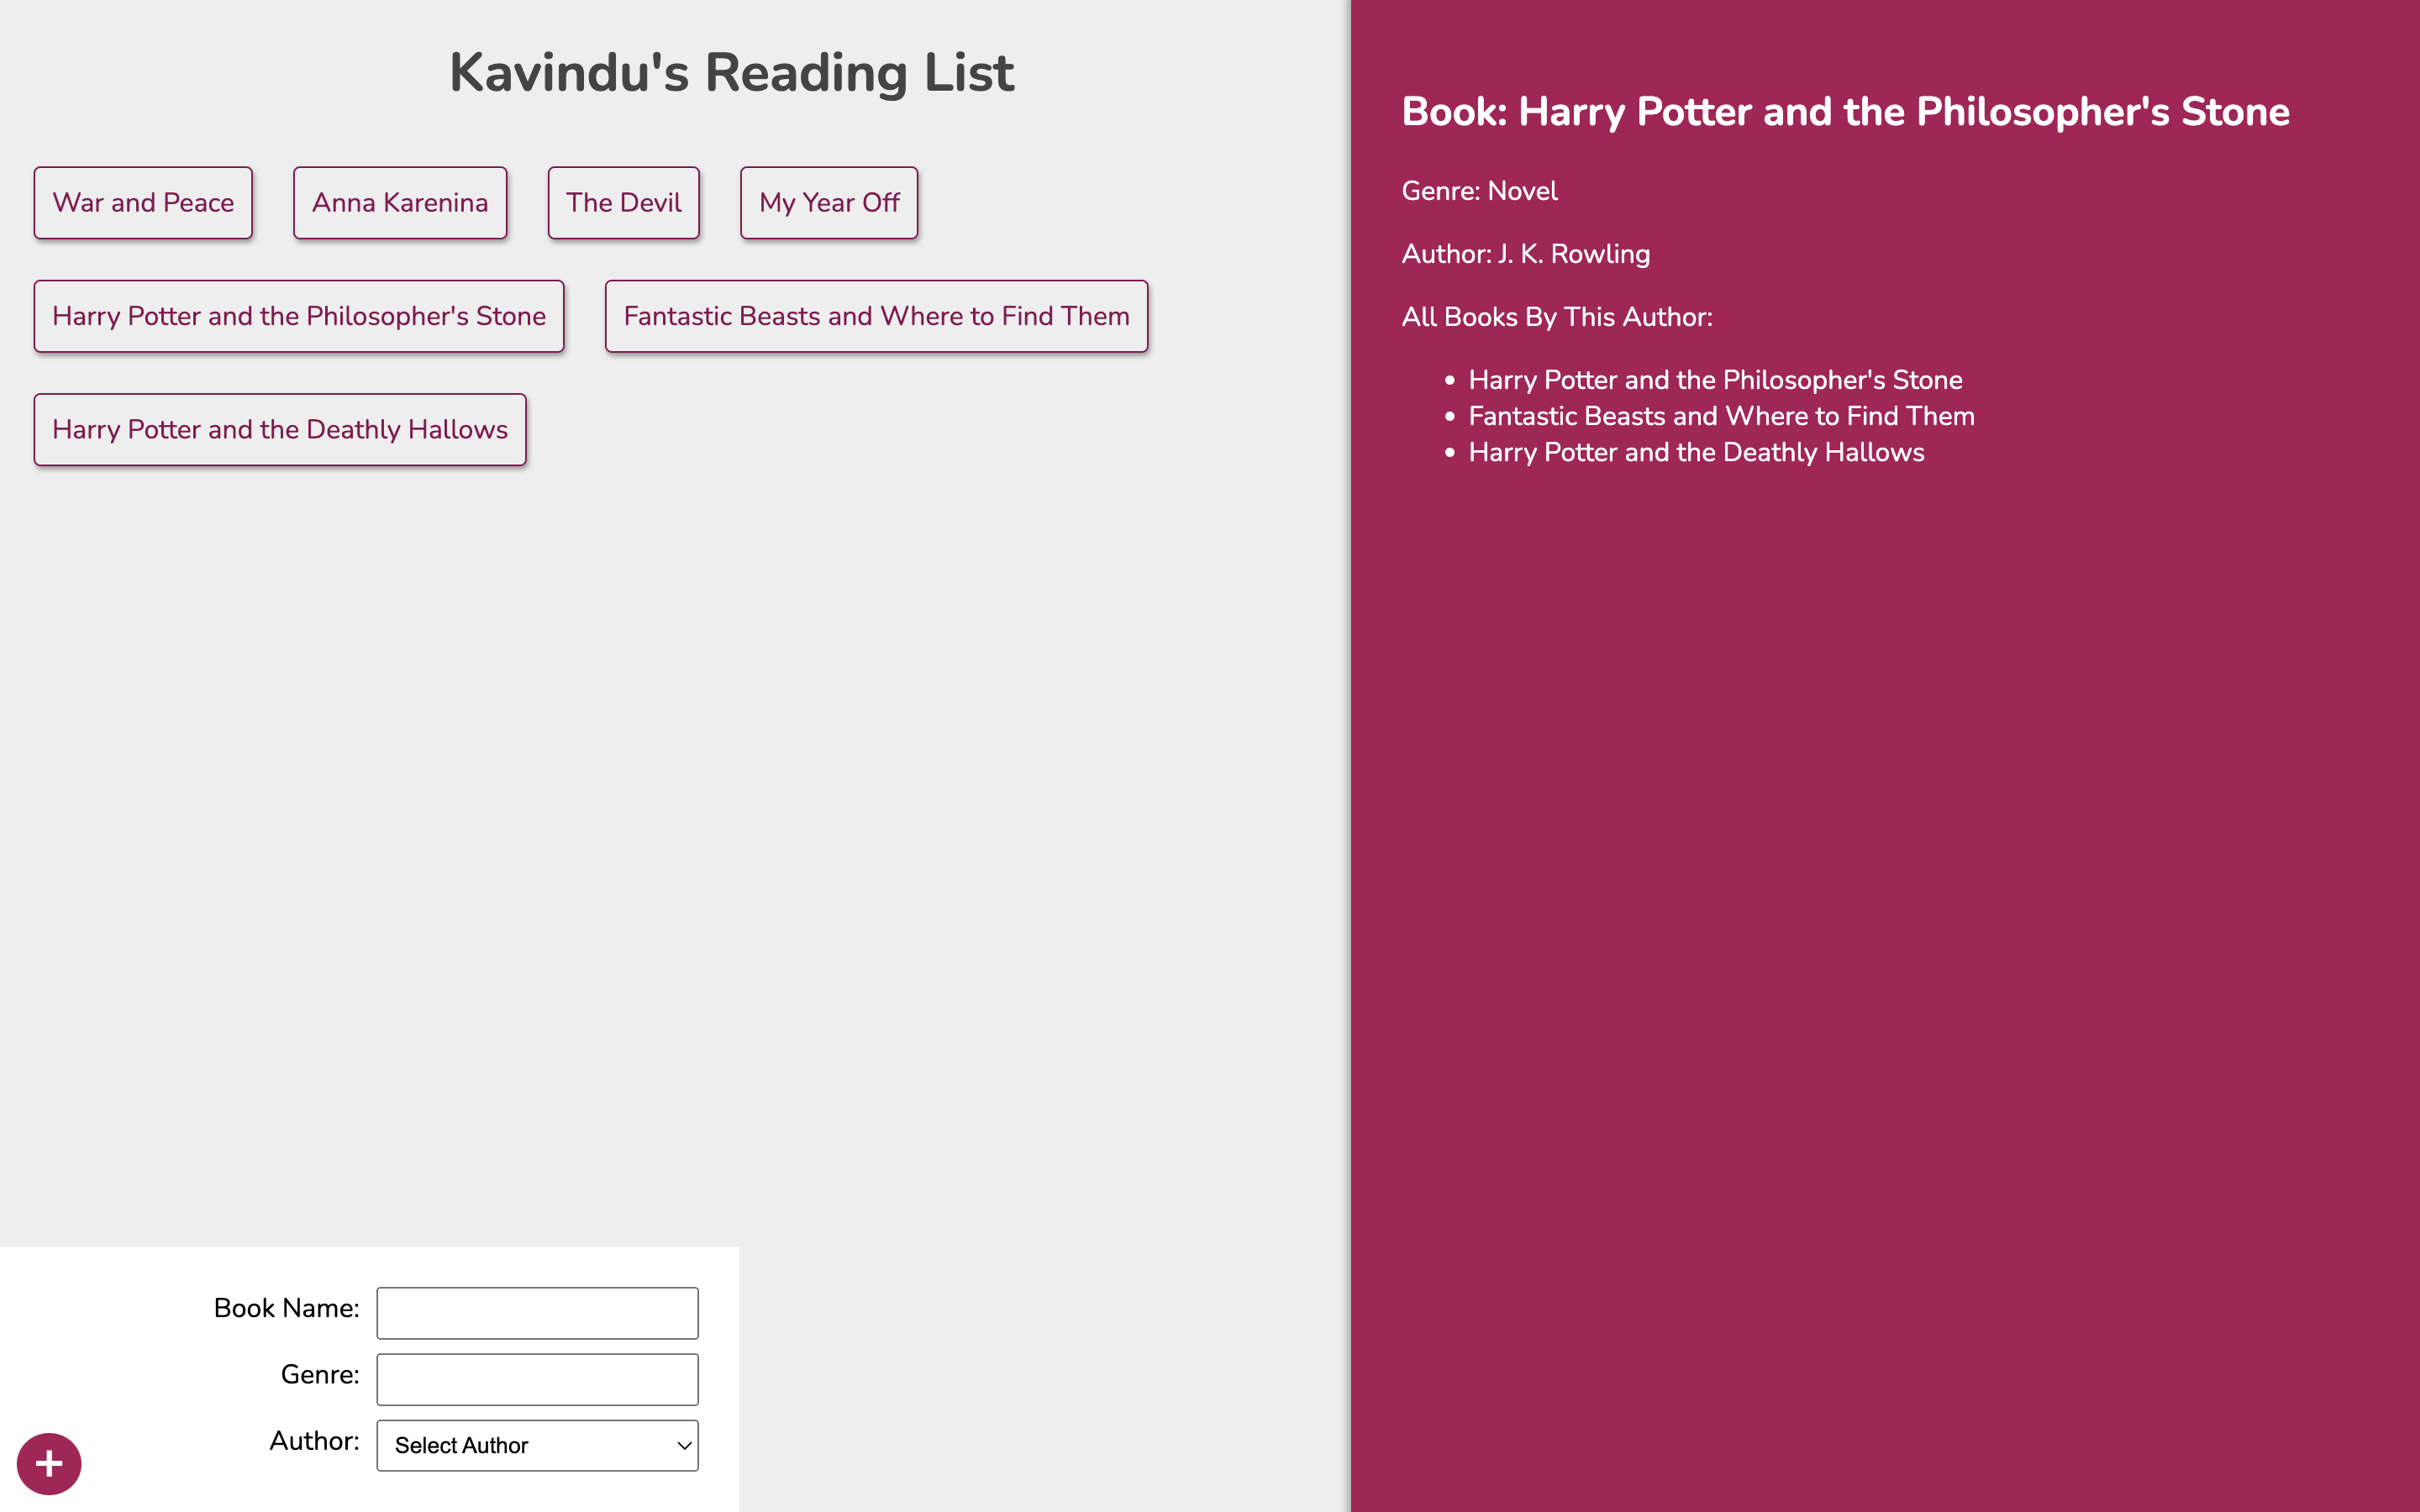 Kavindu's Reading List
War and Peace
Anna Karenina
The Devil
My Year Off
Harry Potter and the Philosopher's Stone
Fantastic Beasts and Where to Find Them
Harry Potter and the Deathly Hallows
Book Name:
Genre:
Author:
Select Author
+
Book: Harry Potter and the Philosopher's Stone
Genre: Novel
Author: J. K. Rowling
All Books By This Author:
• Harry Potter and the Philosopher's Stone
• Fantastic Beasts and Where to Find Them
• Harry Potter and the Deathly Hallows